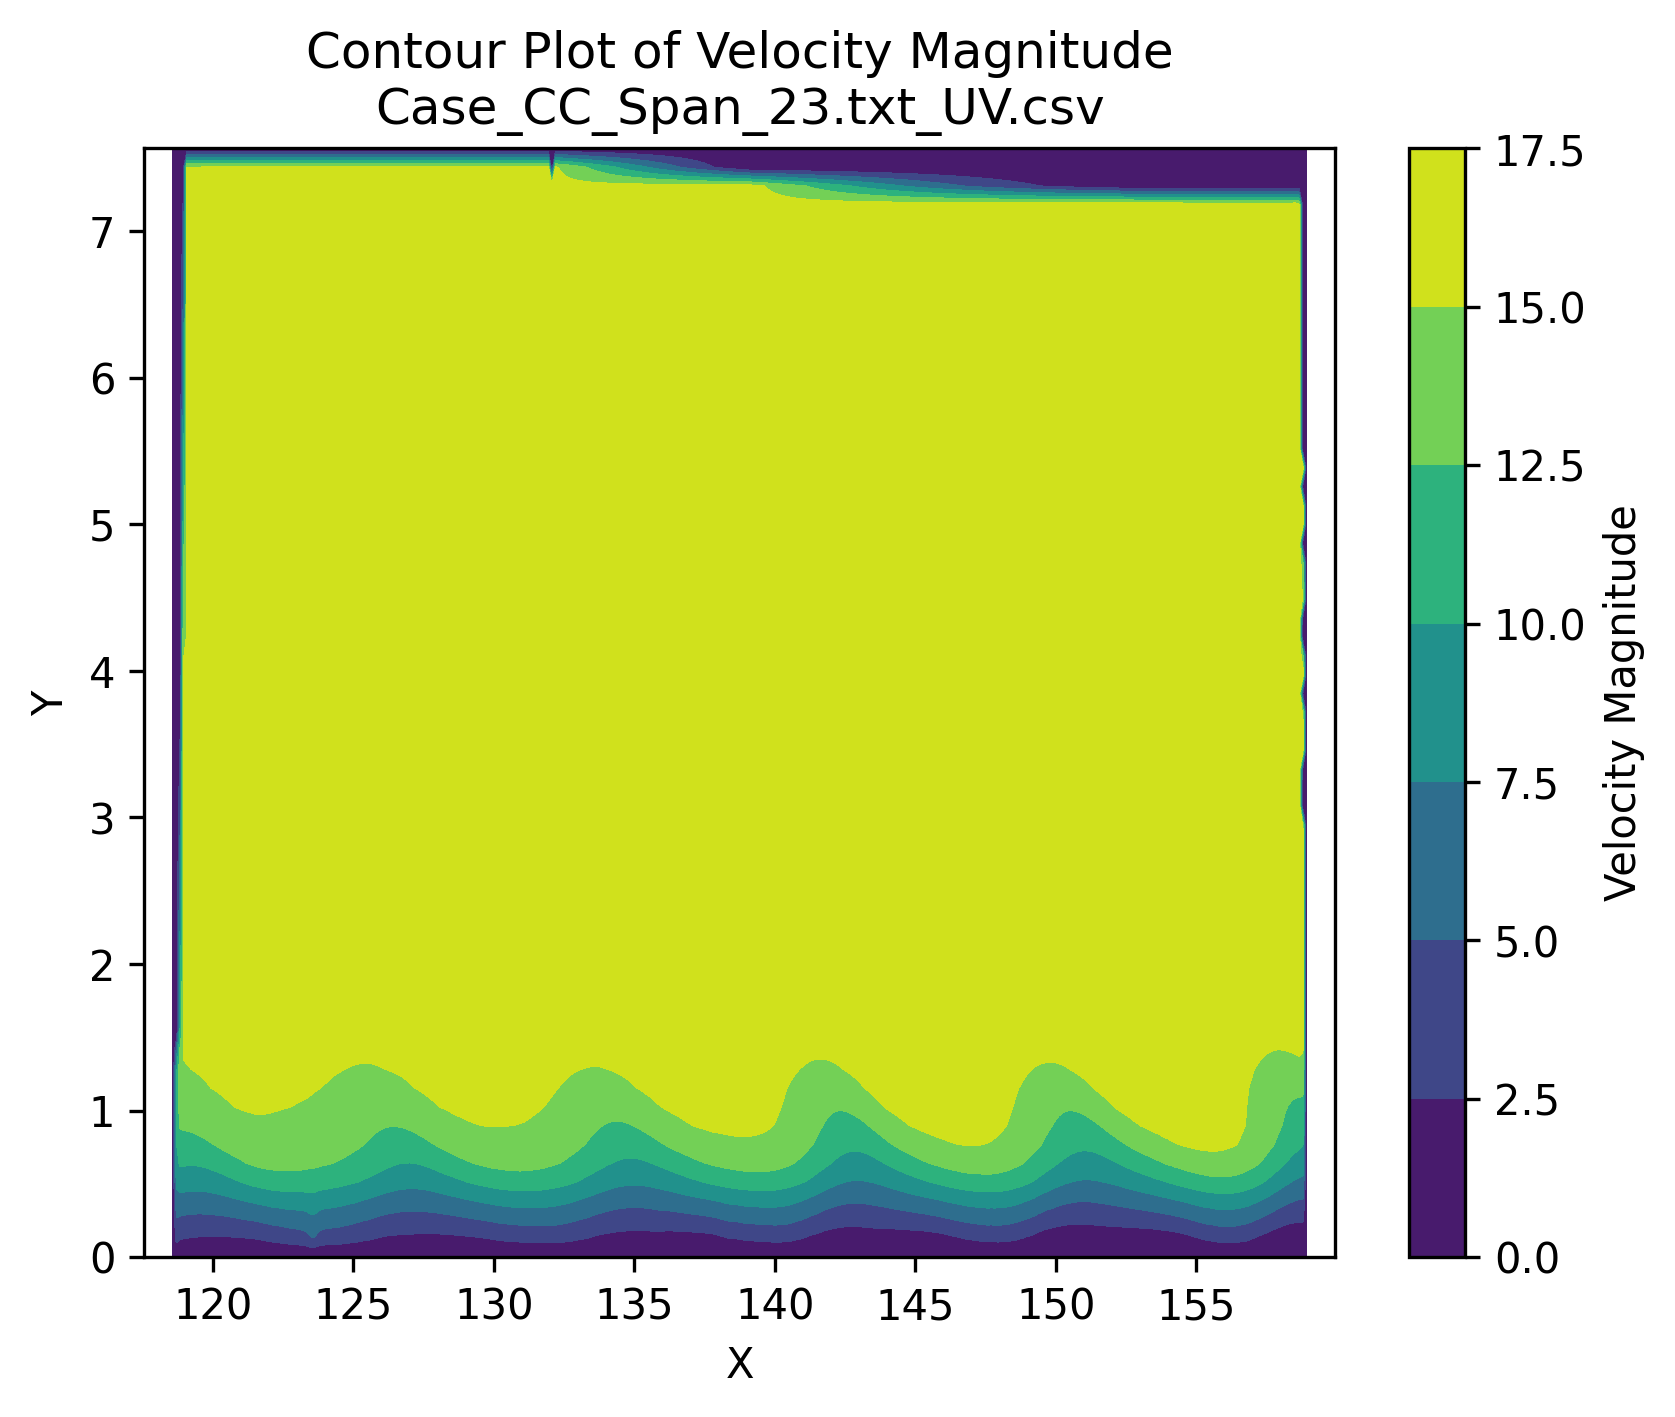 Contour Plot of Velocity Magnitude
Case_CC_Span_23.txt_UV.csv
7
6
5
4
3
2
1
0
Y
120 125 130 135 140 145 150 155
X
17.5
15.0
12.5
10.0
7.5
5.0
2.5
0.0
Velocity Magnitude